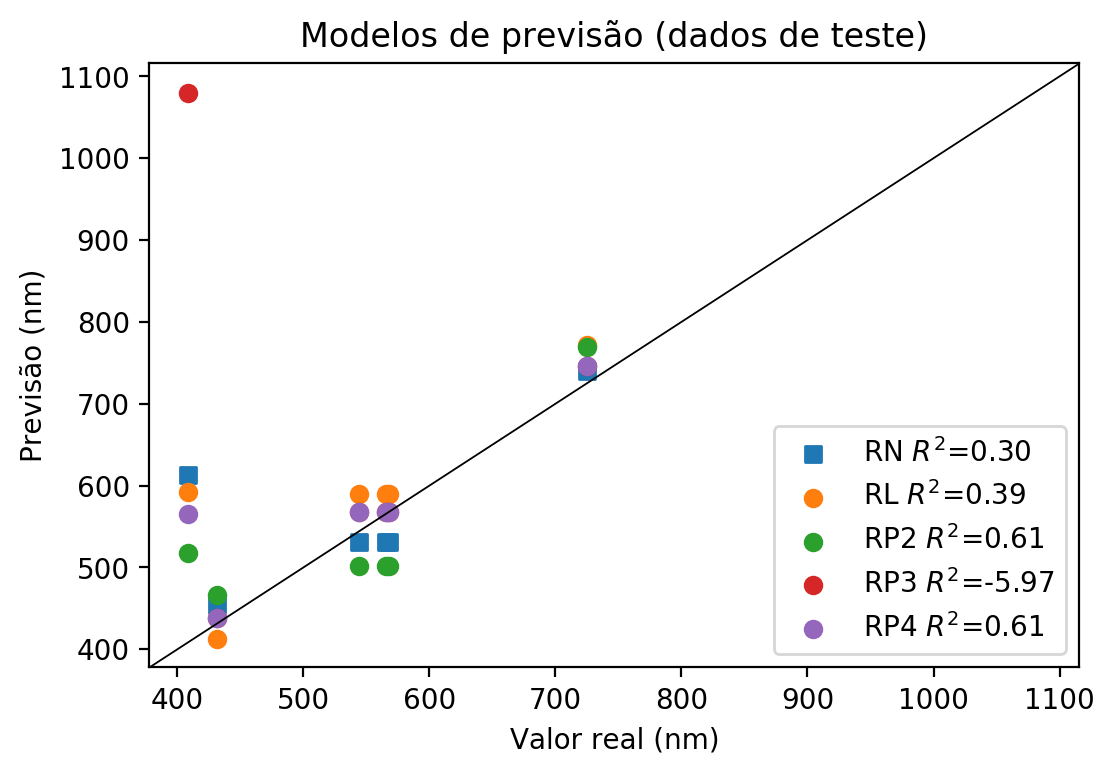 Modelos de previsão (dados de teste)
1100
1000
900
800
700
600
500
400
Previsão (nm)
RN R²=0.30
RL R²=0.39
RP2 R²=0.61
RP3 R²=-5.97
RP4 R²=0.61
400 500 600 700 800 900 1000 1100
Valor real (nm)